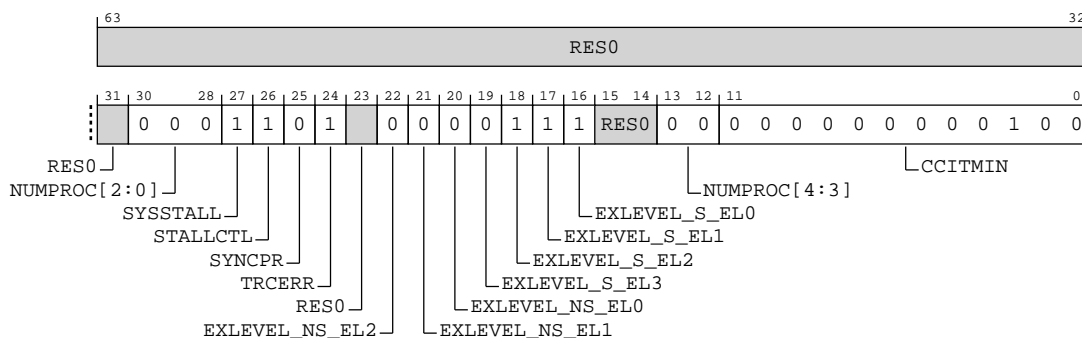 63 32
RES0
31 30 28 27 26 25 24 23 22 21 20 19 18 17 16 15 14 13 12 11 0
0 0 0 1 1 0 1 0 0 0 0 1 1 1 RES0 0 0 0 0 0 0 0 0 0 0 0 1 0 0
RES0 CCITMIN
NUMPROC[2:0] NUMPROC[4:3]
SYSSTALL EXLEVEL_S_EL0
STALLCTL EXLEVEL_S_EL1
SYNCPR EXLEVEL_S_EL2
TRCERR EXLEVEL_S_EL3
RES0 EXLEVEL_NS_EL0
EXLEVEL_NS_EL2 EXLEVEL_NS_EL1